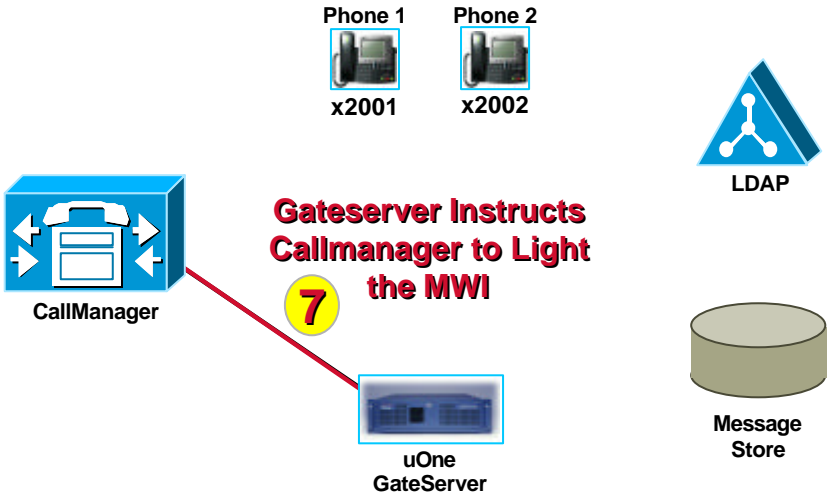 Phone 1
Phone 2
x2001
x2002
LDAP
Gateserver Instructs
Callmanager to Light
the MWI
7
CallManager
Message
Store
uOne
GateServer